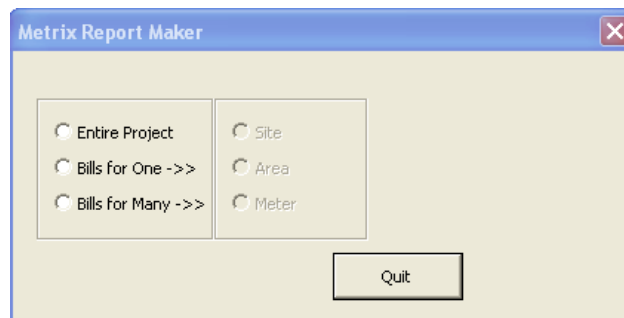 Metrix Report Maker
Entire Project
Bills for One ->>
Bills for Many ->>
Site
Area
Meter
Quit